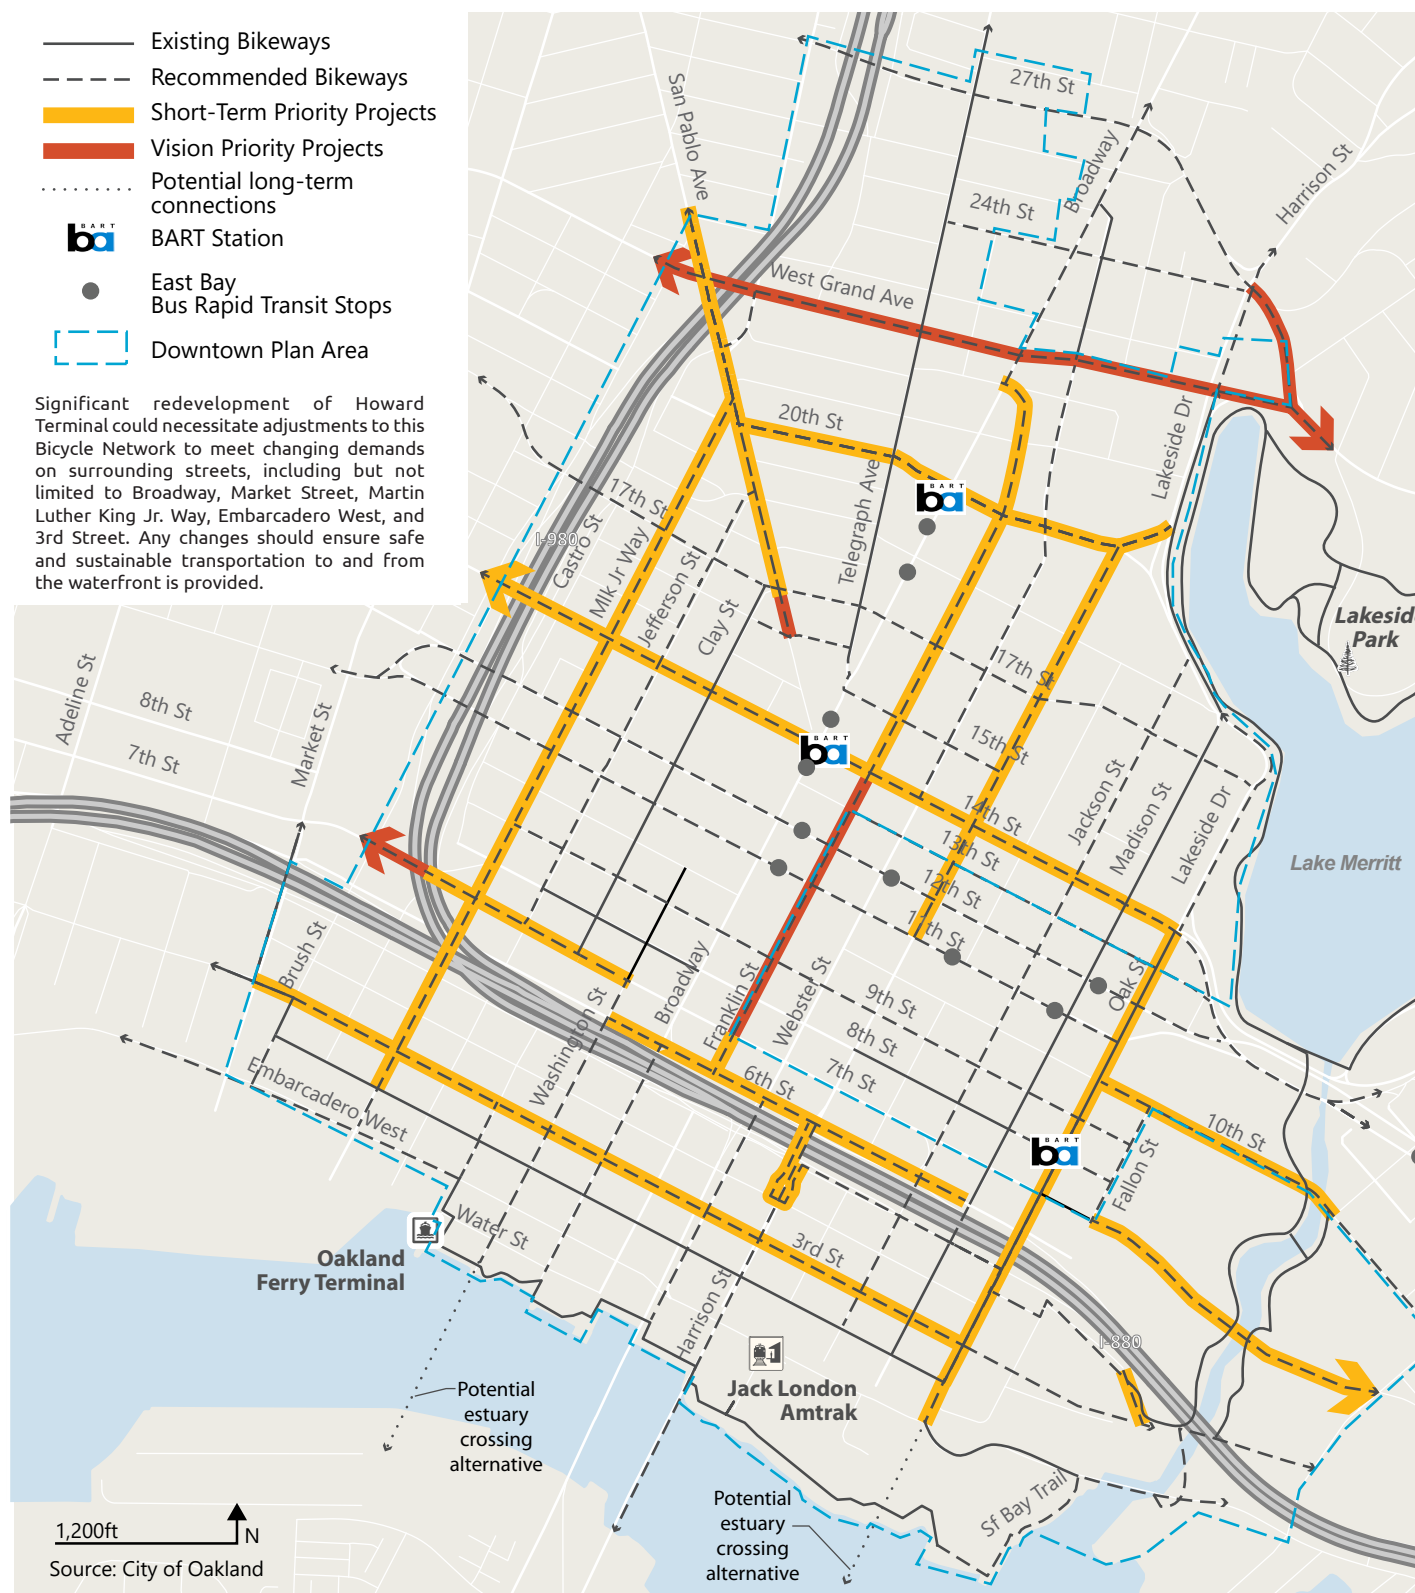 Existing Bikeways
Recommended Bikeways
Short-Term Priority Projects
Vision Priority Projects
Potential long-term
connections
BART
ba
BART Station
East Bay
Bus Rapid Transit Stops
Downtown Plan Area
Significant redevelopment of Howard
Terminal could necessitate adjustments to this
Bicycle Network to meet changing demands
on surrounding streets, including but not
limited to Broadway, Market Street, Martin
Luther King Jr. Way, Embarcadero West, and
3rd Street. Any changes should ensure safe
and sustainable transportation to and from
the waterfront is provided.
San Pablo Ave
27th St
Broadway
Harrison St
24th St
West Grand Ave
Lakeside Dr
20th St
BART
ba
Telegraph Ave
17th St
I-980
Castro St
Mlk Jr Way
Jefferson St
Clay St
Lakeside
Park
17th St
15th St
BART
ba
14th St
13th St
12th St
11th St
Jackson St
Madison St
Lakeside Dr
Lake Merritt
Adeline St
8th St
7th St
Market St
Brush St
Washington St
Broadway
Franklin St
Webster St
9th St
8th St
7th St
6th St
Oak St
10th St
BART
ba
Fallon St
Embarcadero West
Water St
3rd St
Harrison St
I-880
Oakland
Ferry Terminal
Jack London
Amtrak
Potential
estuary
crossing
alternative
Potential
estuary
crossing
alternative
Sf Bay Trail
1,200ft
N
Source: City of Oakland